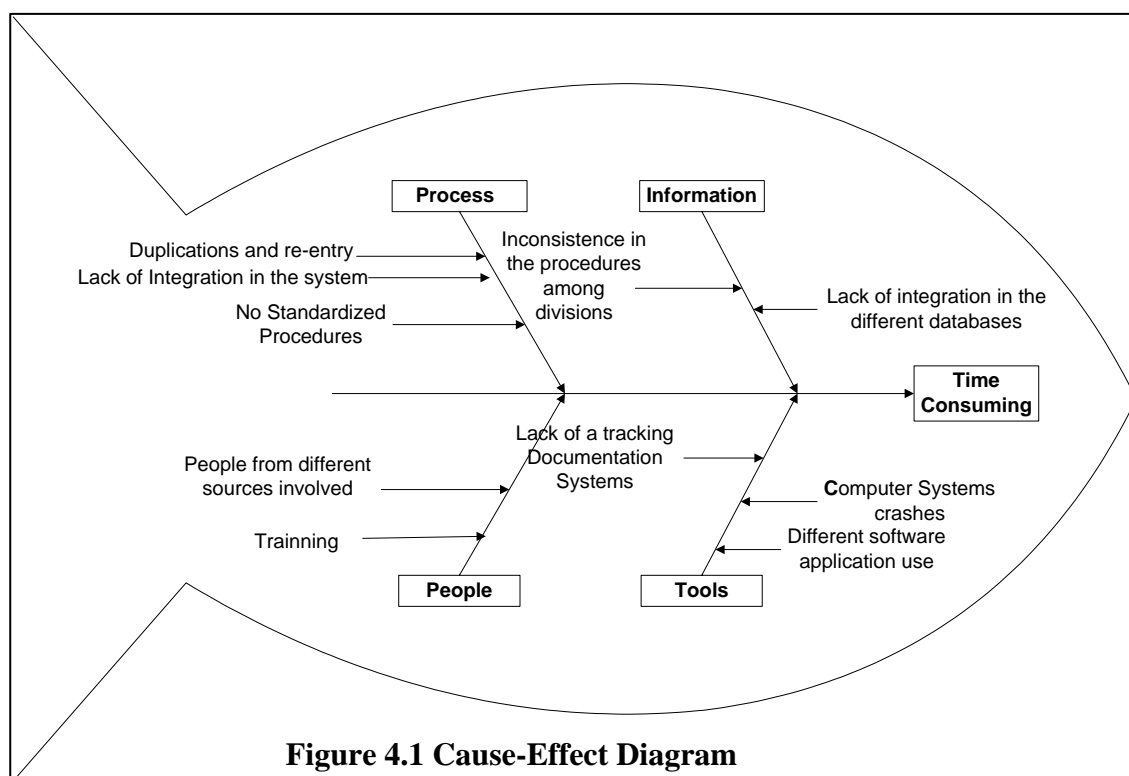 Process
Information
Duplications and re-entry
Lack of Integration in the system
No Standardized
Procedures
Inconsistence in
the procedures
among
divisions
Lack of integration in the
different databases
Time
Consuming
People from different
sources involved
Trainning
Lack of a tracking
Documentation
Systems
Computer Systems
crashes
Different software
application use
People
Tools
Figure 4.1 Cause-Effect Diagram